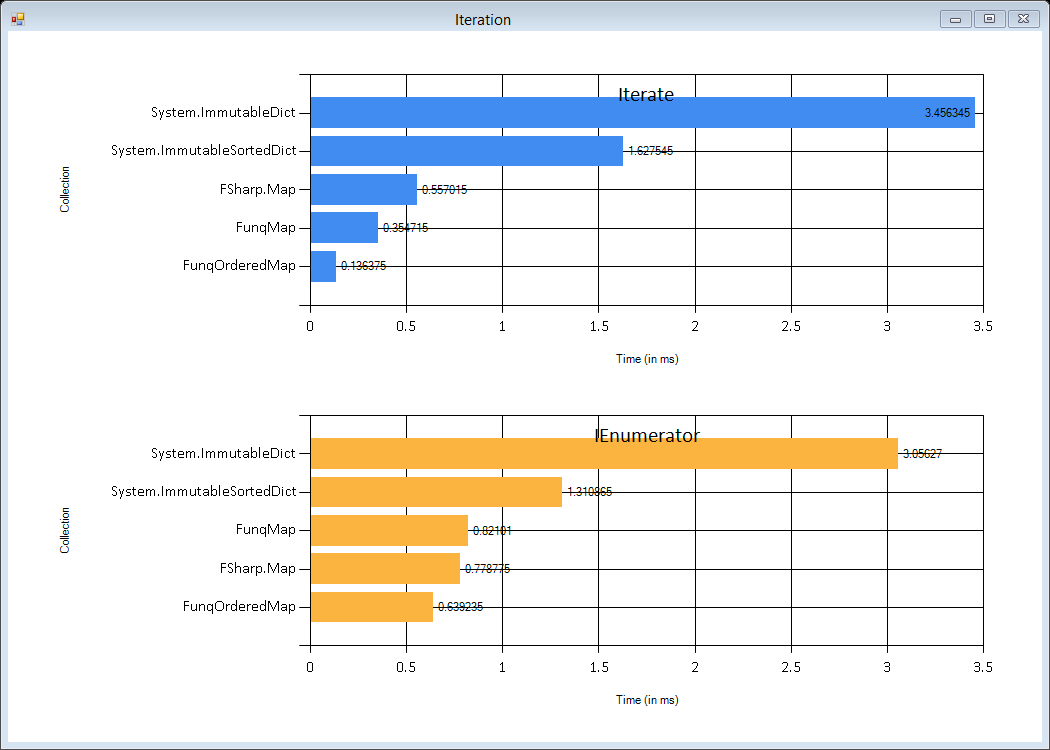 Iteration
Iterate
System.ImmutableDict
3.456345
System.ImmutableSortedDict
1.627545
FSharp.Map
0.557015
FunqMap
0.354715
FunqOrderedMap
0.136375
Collection
0 0.5 1 1.5 2 2.5 3 3.5
Time (in ms)
IEnumerator
System.ImmutableDict
3.05627
System.ImmutableSortedDict
1.310865
FunqMap
0.82101
FSharp.Map
0.778775
FunqOrderedMap
0.639235
Collection
0 0.5 1 1.5 2 2.5 3 3.5
Time (in ms)